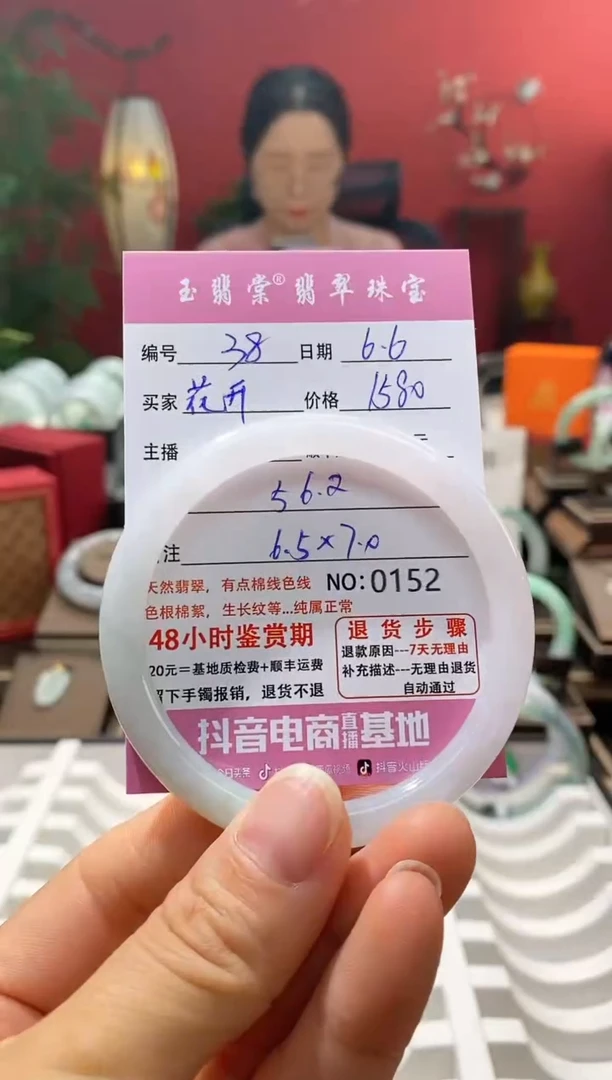 玉翡棠®翡翠珠宝
编号 38 日期 6.6
买家 花开 价格 1580
主播
56.2
注 6.5×7.0
天然翡翠，有点棉线色线 NO:0152
色根棉絮，生长纹等...纯属正常
48小时鉴赏期
20元=基地质检费+顺丰运费
下手镯报销，退货不退
退货步骤
退款原因---7天无理由
补充描述---无理由退货
自动通过
抖音电商直播基地
抖音火山